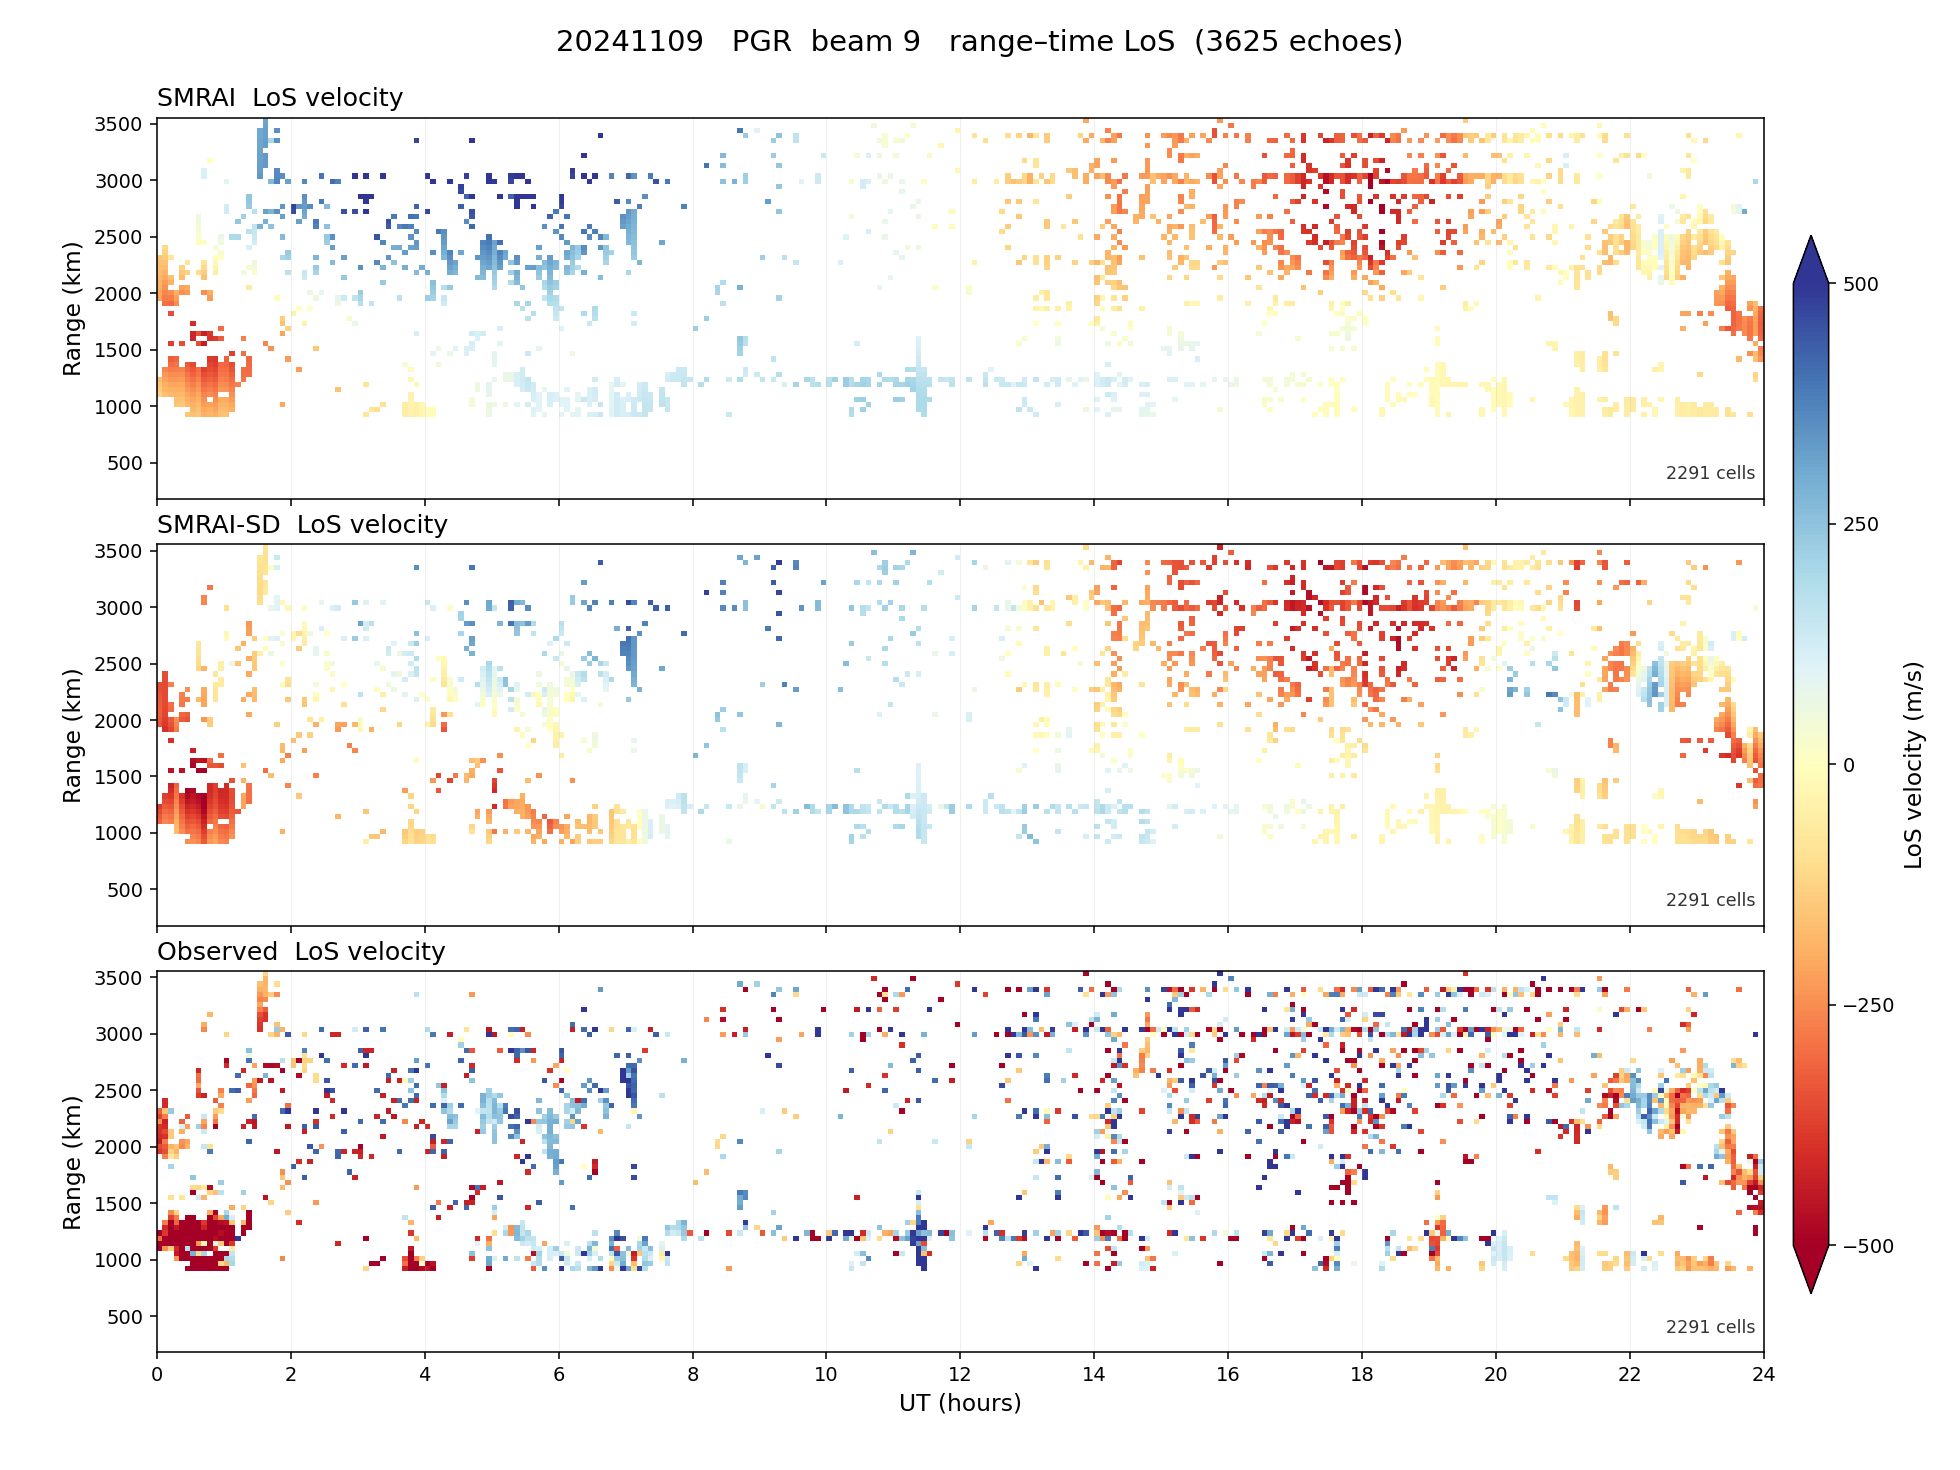 20241109   PGR  beam 9   range–time LoS  (3625 echoes)
SMRAI  LoS velocity
3500
3000
2500
2000
1500
1000
500
Range (km)
2291 cells
SMRAI-SD  LoS velocity
3500
3000
2500
2000
1500
1000
500
Range (km)
2291 cells
Observed  LoS velocity
3500
3000
2500
2000
1500
1000
500
Range (km)
2291 cells
0 2 4 6 8 10 12 14 16 18 20 22 24
UT (hours)
500
250
0
−250
−500
LoS velocity (m/s)